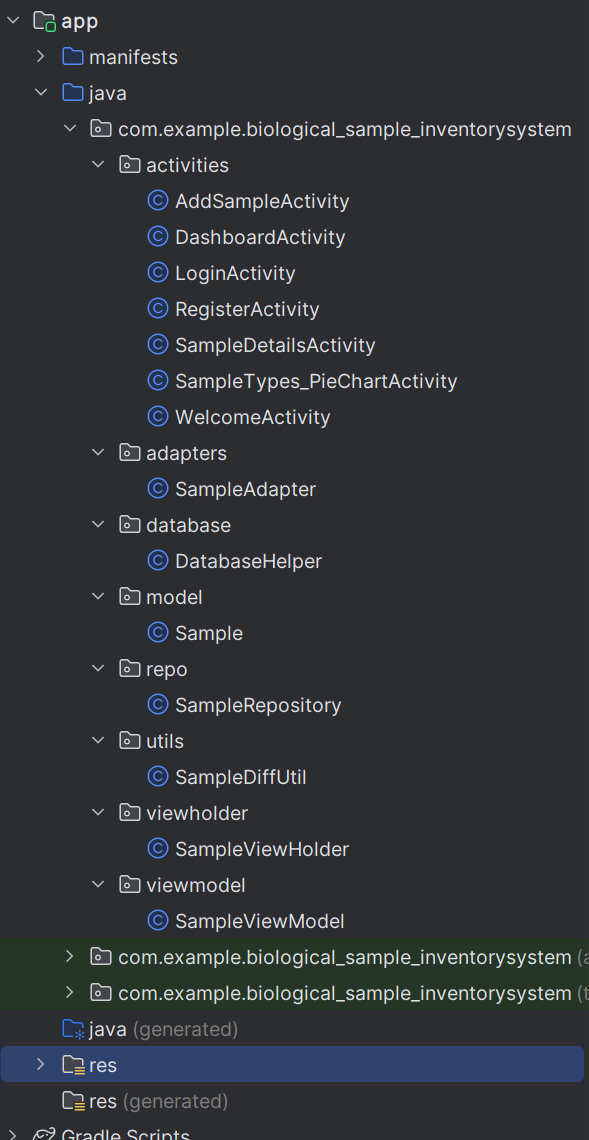 app
manifests
java
com.example.biological_sample_inventorysystem
activities
AddSampleActivity
DashboardActivity
LoginActivity
RegisterActivity
SampleDetailsActivity
SampleTypes_PieChartActivity
WelcomeActivity
adapters
SampleAdapter
database
DatabaseHelper
model
Sample
repo
SampleRepository
utils
SampleDiffUtil
viewholder
SampleViewHolder
viewmodel
SampleViewModel
com.example.biological_sample_inventorysystem (a
com.example.biological_sample_inventorysystem (t
java (generated)
res
res (generated)
Gradle Scripts